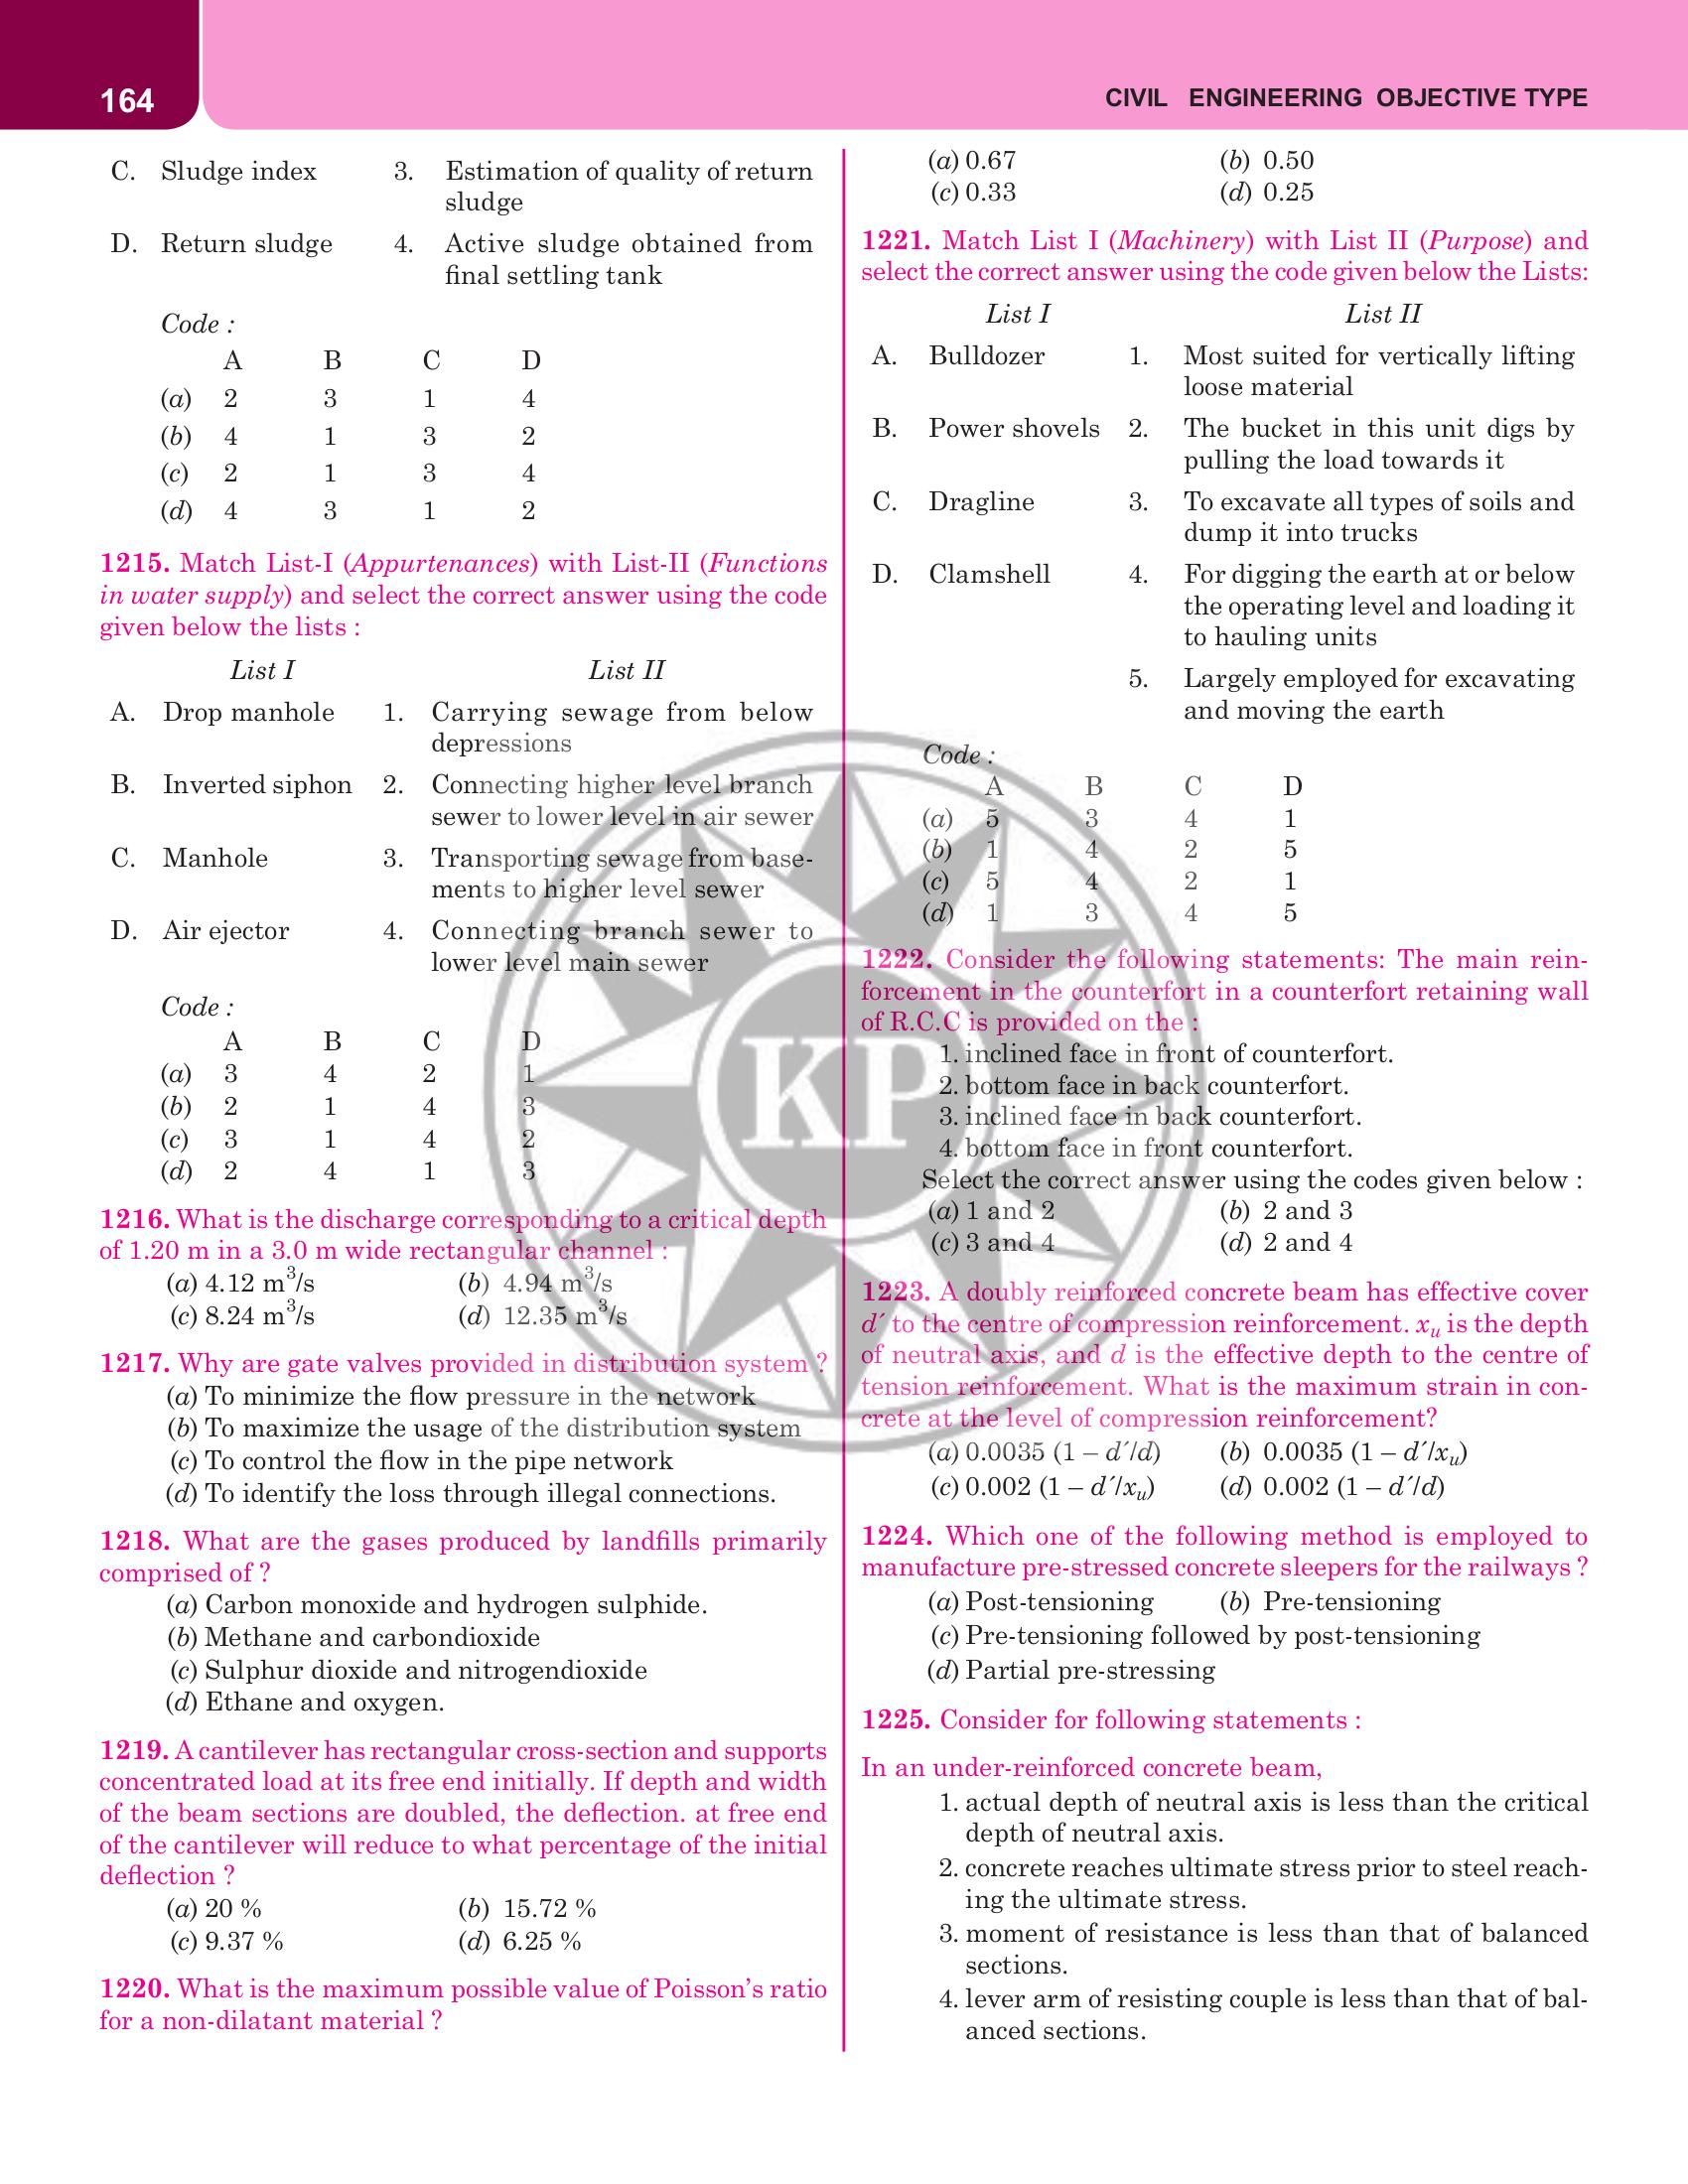 164
CIVIL ENGINEERING OBJECTIVE TYPE
C. Sludge index 3. Estimation of quality of return
sludge
D. Return sludge 4. Active sludge obtained from
final settling tank
Code :
A B C D
(a) 2 3 1 4
(b) 4 1 3 2
(c) 2 1 3 4
(d) 4 3 1 2
1215. Match List-I (Appurtenances) with List-II (Functions
in water supply) and select the correct answer using the code
given below the lists :
List I List II
A. Drop manhole 1. Carrying sewage from below
depressions
B. Inverted siphon 2. Connecting higher level branch
sewer to lower level in air sewer
C. Manhole 3. Transporting sewage from base-
ments to higher level sewer
D. Air ejector 4. Connecting branch sewer to
lower level main sewer
Code :
A B C D
(a) 3 4 2 1
(b) 2 1 4 3
(c) 3 1 4 2
(d) 2 4 1 3
1216. What is the discharge corresponding to a critical depth
of 1.20 m in a 3.0 m wide rectangular channel :
(a) 4.12 m³/s (b) 4.94 m³/s
(c) 8.24 m³/s (d) 12.35 m³/s
1217. Why are gate valves provided in distribution system ?
(a) To minimize the flow pressure in the network
(b) To maximize the usage of the distribution system
(c) To control the flow in the pipe network
(d) To identify the loss through illegal connections.
1218. What are the gases produced by landfills primarily
comprised of ?
(a) Carbon monoxide and hydrogen sulphide.
(b) Methane and carbondioxide
(c) Sulphur dioxide and nitrogendioxide
(d) Ethane and oxygen.
1219. A cantilever has rectangular cross-section and supports
concentrated load at its free end initially. If depth and width
of the beam sections are doubled, the deflection. at free end
of the cantilever will reduce to what percentage of the initial
deflection ?
(a) 20 % (b) 15.72 %
(c) 9.37 % (d) 6.25 %
1220. What is the maximum possible value of Poisson's ratio
for a non-dilatant material ?
(a) 0.67 (b) 0.50
(c) 0.33 (d) 0.25
1221. Match List I (Machinery) with List II (Purpose) and
select the correct answer using the code given below the Lists:
List I List II
A. Bulldozer 1. Most suited for vertically lifting
loose material
B. Power shovels 2. The bucket in this unit digs by
pulling the load towards it
C. Dragline 3. To excavate all types of soils and
dump it into trucks
D. Clamshell 4. For digging the earth at or below
the operating level and loading it
to hauling units
5. Largely employed for excavating
and moving the earth
Code :
A B C D
(a) 5 3 4 1
(b) 1 4 2 5
(c) 5 4 2 1
(d) 1 3 4 5
1222. Consider the following statements: The main rein-
forcement in the counterfort in a counterfort retaining wall
of R.C.C is provided on the :
1. inclined face in front of counterfort.
2. bottom face in back counterfort.
3. inclined face in back counterfort.
4. bottom face in front counterfort.
Select the correct answer using the codes given below :
(a) 1 and 2 (b) 2 and 3
(c) 3 and 4 (d) 2 and 4
1223. A doubly reinforced concrete beam has effective cover
d´ to the centre of compression reinforcement. xᵤ is the depth
of neutral axis, and d is the effective depth to the centre of
tension reinforcement. What is the maximum strain in con-
crete at the level of compression reinforcement?
(a) 0.0035 (1 – d´/d) (b) 0.0035 (1 – d´/xᵤ)
(c) 0.002 (1 – d´/xᵤ) (d) 0.002 (1 – d´/d)
1224. Which one of the following method is employed to
manufacture pre-stressed concrete sleepers for the railways ?
(a) Post-tensioning (b) Pre-tensioning
(c) Pre-tensioning followed by post-tensioning
(d) Partial pre-stressing
1225. Consider for following statements :
In an under-reinforced concrete beam,
1. actual depth of neutral axis is less than the critical
depth of neutral axis.
2. concrete reaches ultimate stress prior to steel reach-
ing the ultimate stress.
3. moment of resistance is less than that of balanced
sections.
4. lever arm of resisting couple is less than that of bal-
anced sections.
KP